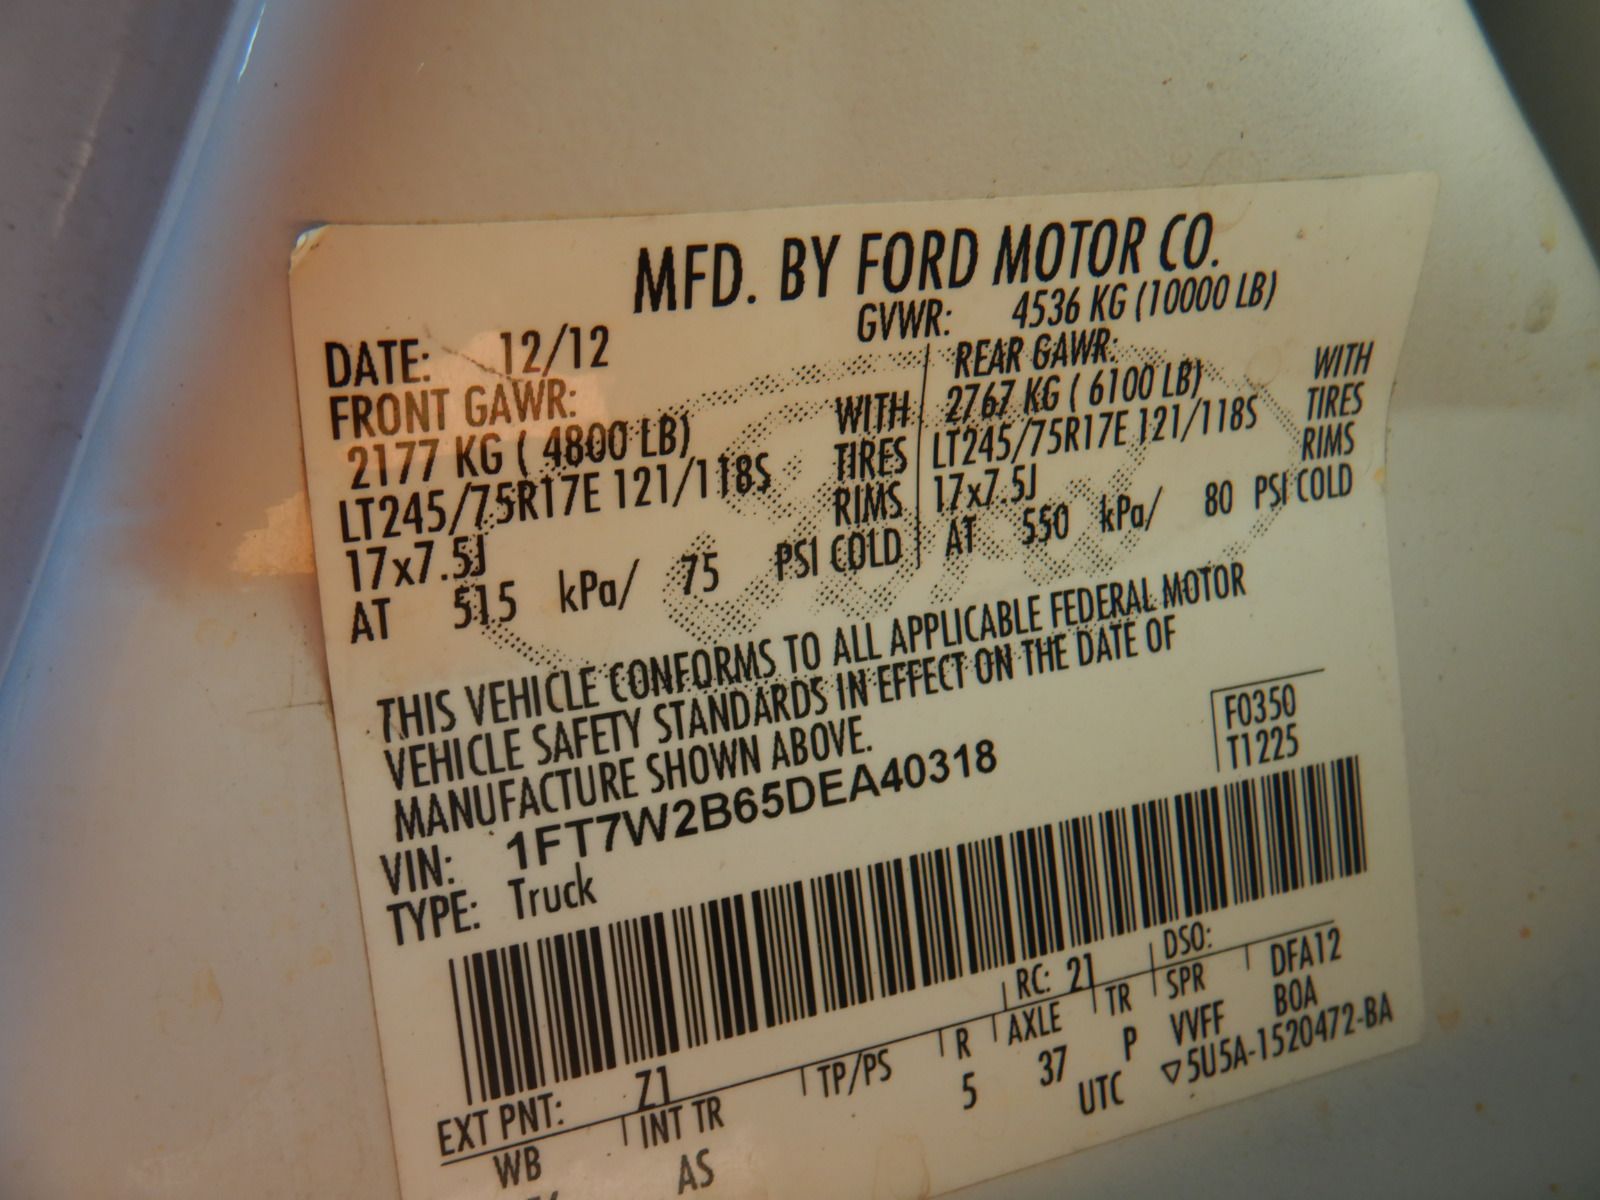 MFD. BY FORD MOTOR CO.
DATE: 12/12 GVWR: 4536 KG (10000 LB)
FRONT GAWR:
2177 KG ( 4800 LB) WITH
LT245/75R17E 121/118S TIRES
17x7.5J RIMS
AT 515 kPa/ 75 PSI COLD
REAR GAWR:
2767 KG ( 6100 LB) WITH
LT245/75R17E 121/118S TIRES
17x7.5J RIMS
AT 550 kPa/ 80 PSI COLD
THIS VEHICLE CONFORMS TO ALL APPLICABLE FEDERAL MOTOR
VEHICLE SAFETY STANDARDS IN EFFECT ON THE DATE OF
MANUFACTURE SHOWN ABOVE.
VIN: 1FT7W2B65DEA40318
TYPE: Truck
F0350
T1225
EXT PNT: Z1 RC: 21 DSO:
WB INT TR TP/PS R AXLE TR SPR DFA12
AS 5 37 P VVFF BOA
UTC ▽5U5A-1520472-BA